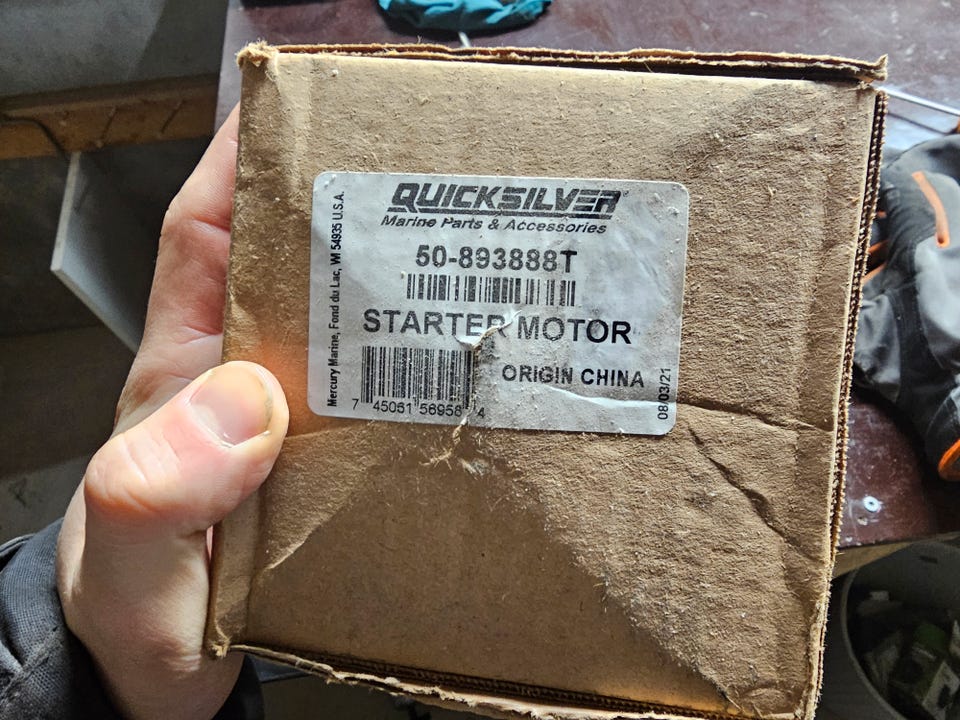 QUICKSILVER
Marine Parts & Accessories
50-893888T
STARTER MOTOR
ORIGIN CHINA
7 45061 56958 4
08/03/21
Mercury Marine, Fond du Lac, WI 54935 U.S.A.